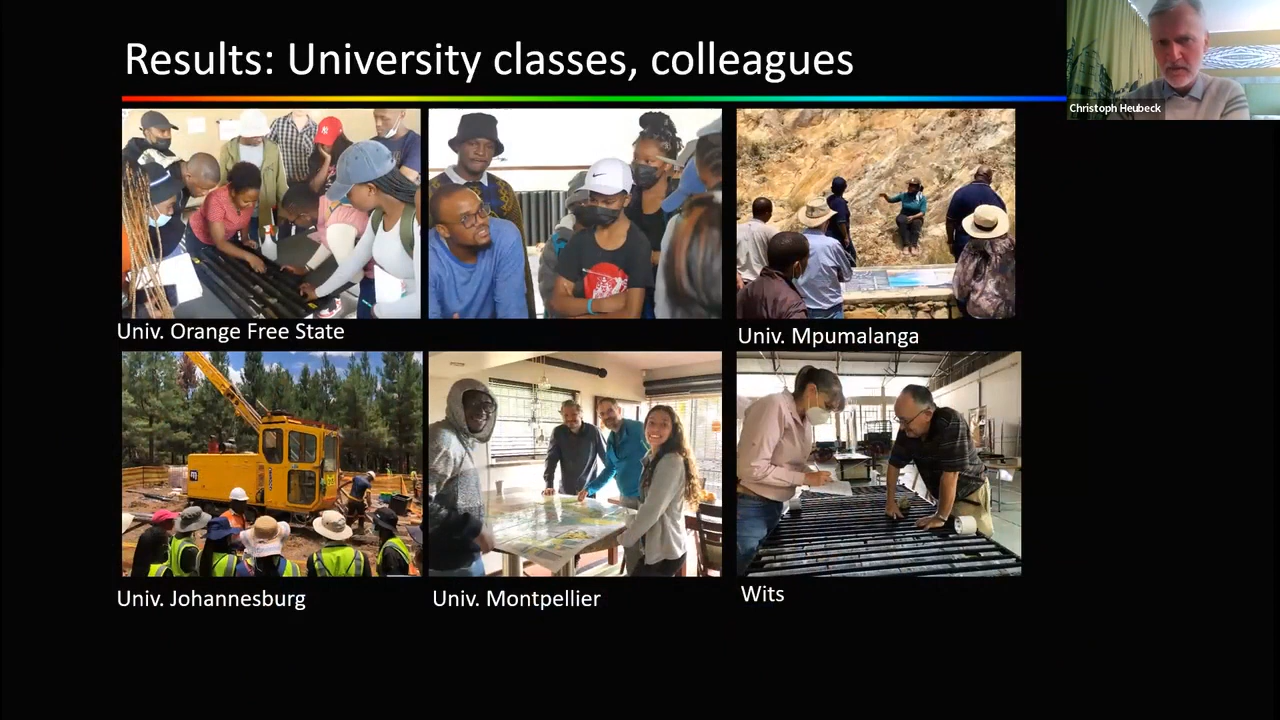 Results: University classes, colleagues
Christoph Heubeck
Univ. Orange Free State
Univ. Mpumalanga
Univ. Johannesburg
Univ. Montpellier
Wits